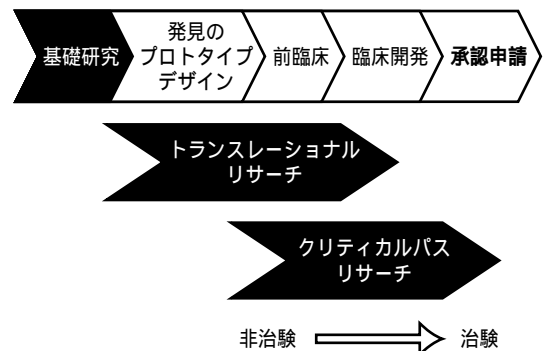 基礎研究
発見の
プロトタイプ
デザイン
前臨床
臨床開発
承認申請
トランスレーショナル
リサーチ
クリティカルパス
リサーチ
非治験
治験